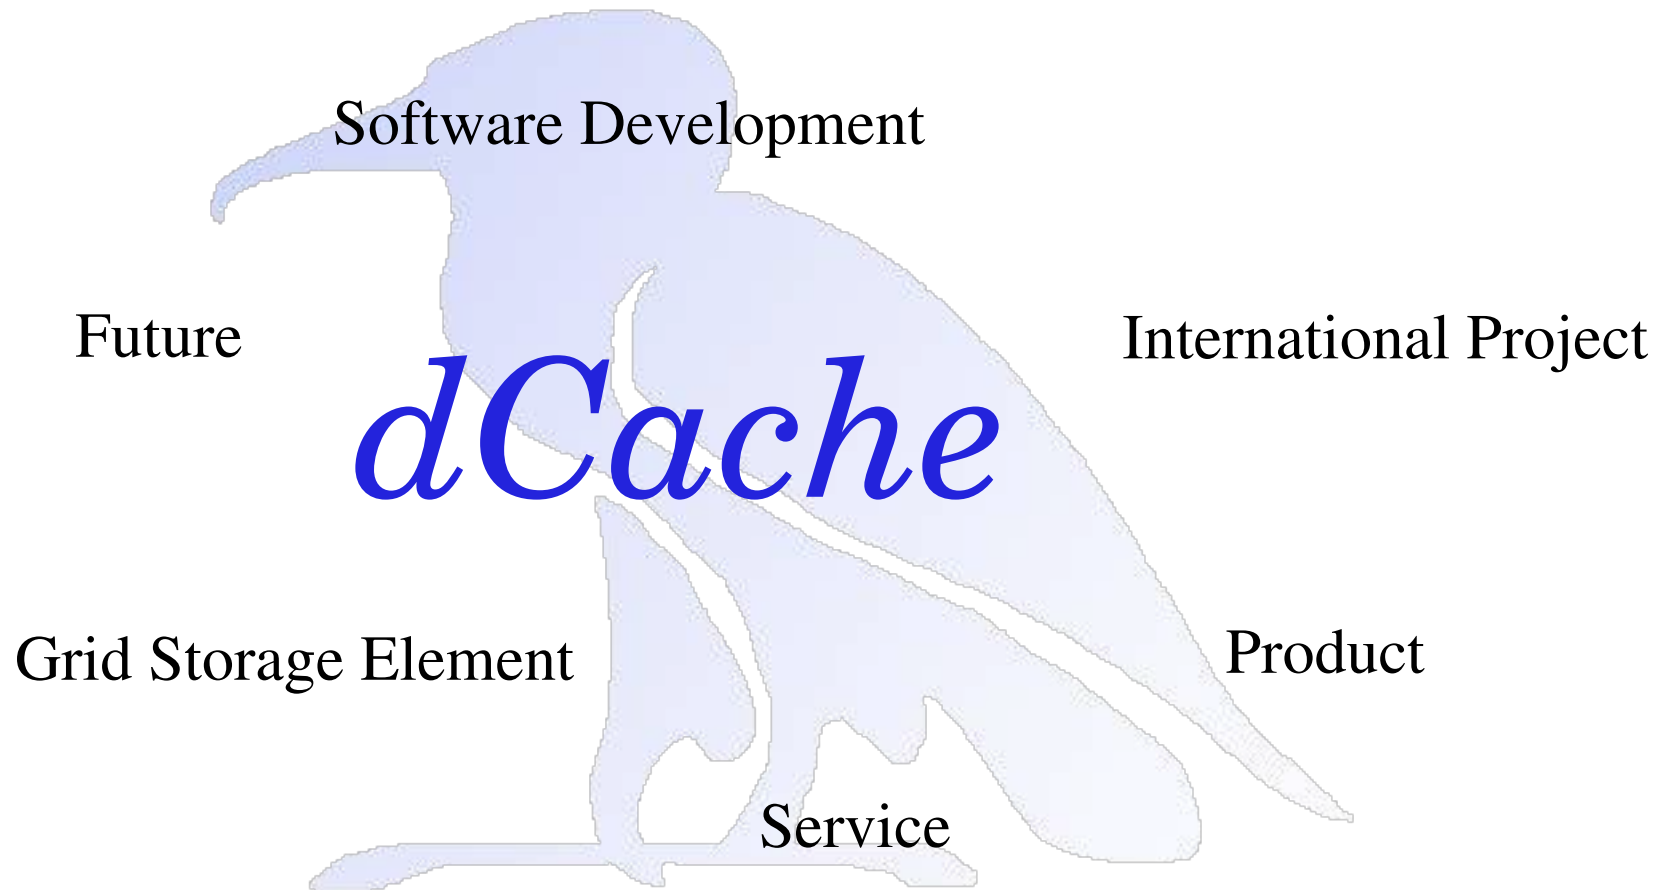 Software Development
Future
International Project
dCache
Grid Storage Element
Product
Service